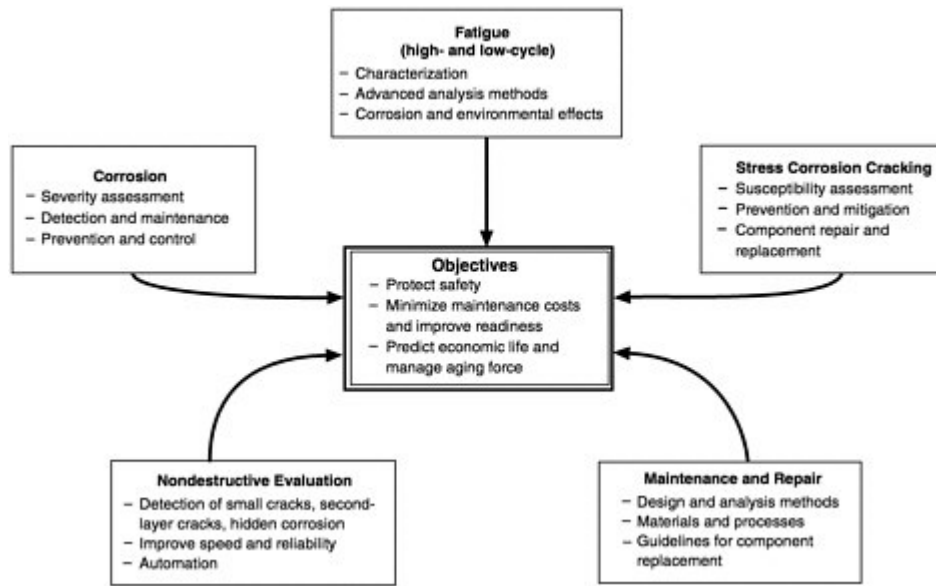 Fatigue
(high- and low-cycle)
– Characterization
– Advanced analysis methods
– Corrosion and environmental effects
Corrosion
– Severity assessment
– Detection and maintenance
– Prevention and control
Stress Corrosion Cracking
– Susceptibility assessment
– Prevention and mitigation
– Component repair and
replacement
Objectives
– Protect safety
– Minimize maintenance costs
and improve readiness
– Predict economic life and
manage aging force
Nondestructive Evaluation
– Detection of small cracks, second-
layer cracks, hidden corrosion
– Improve speed and reliability
– Automation
Maintenance and Repair
– Design and analysis methods
– Materials and processes
– Guidelines for component
replacement